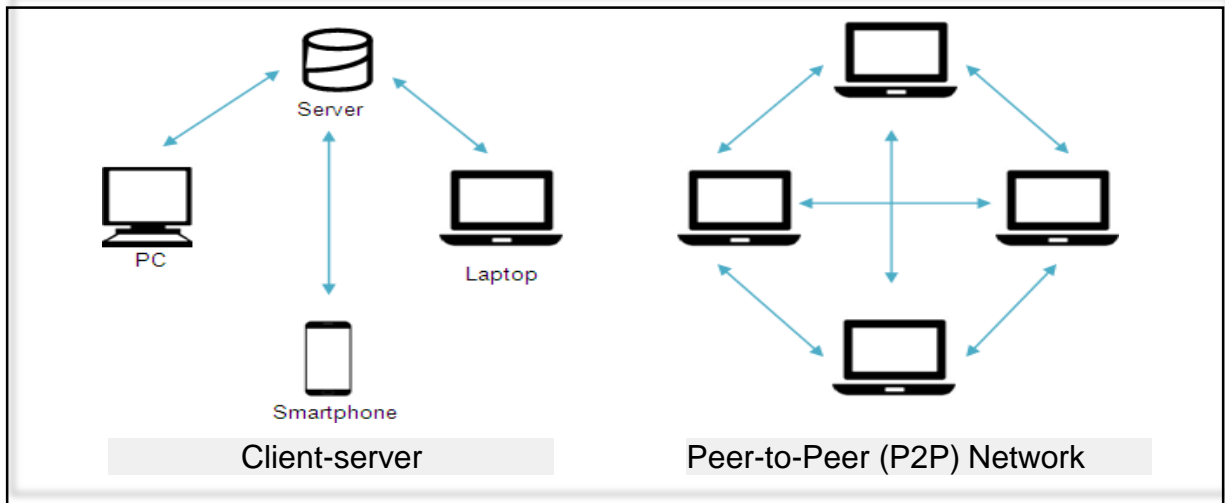 Server
PC
Laptop
Smartphone
Client-server
Peer-to-Peer (P2P) Network